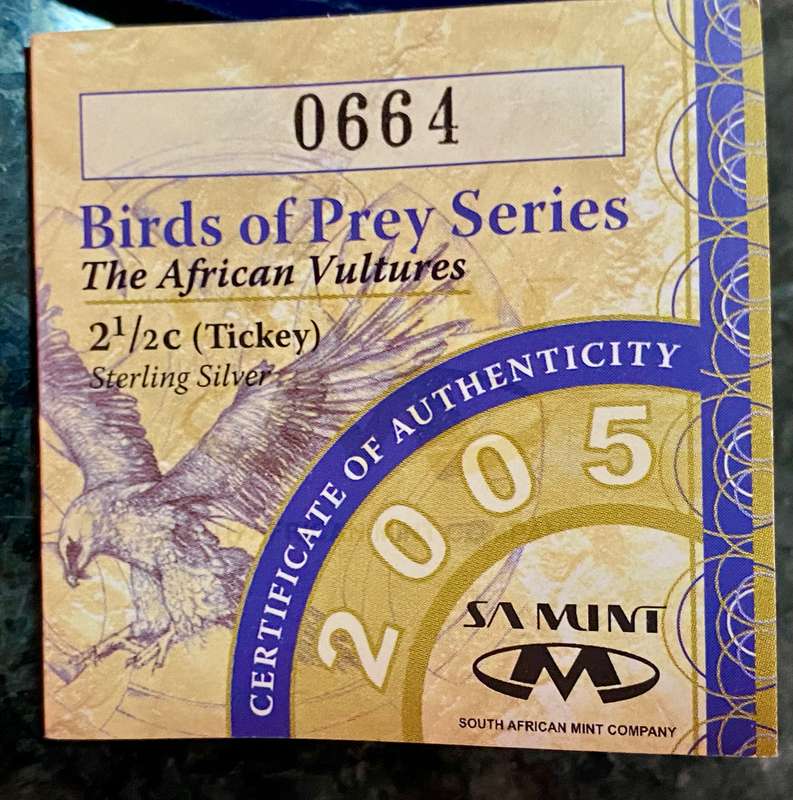 0664
Birds of Prey Series
The African Vultures
2½c (Tickey)
Sterling Silver
CERTIFICATE OF AUTHENTICITY
2005
SA MINT
SOUTH AFRICAN MINT COMPANY